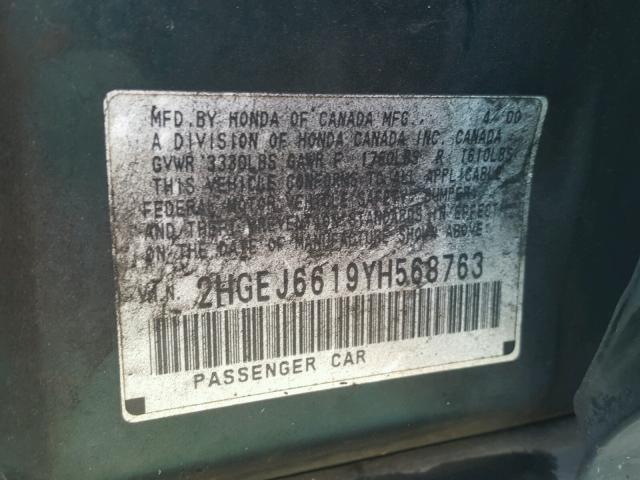 MFD. BY HONDA OF CANADA MFG., 4/00
A DIVISION OF HONDA CANADA INC. CANADA
GVWR 3330LBS GAWR F 1760LBS R 1610LBS
THIS VEHICLE CONFORMS TO ALL APPLICABLE
FEDERAL MOTOR VEHICLE SAFETY, BUMPER,
AND THEFT PREVENTION STANDARDS IN EFFECT
ON THE DATE OF MANUFACTURE SHOWN ABOVE.
V.I.N. 2HGEJ6619YH568763
PASSENGER CAR